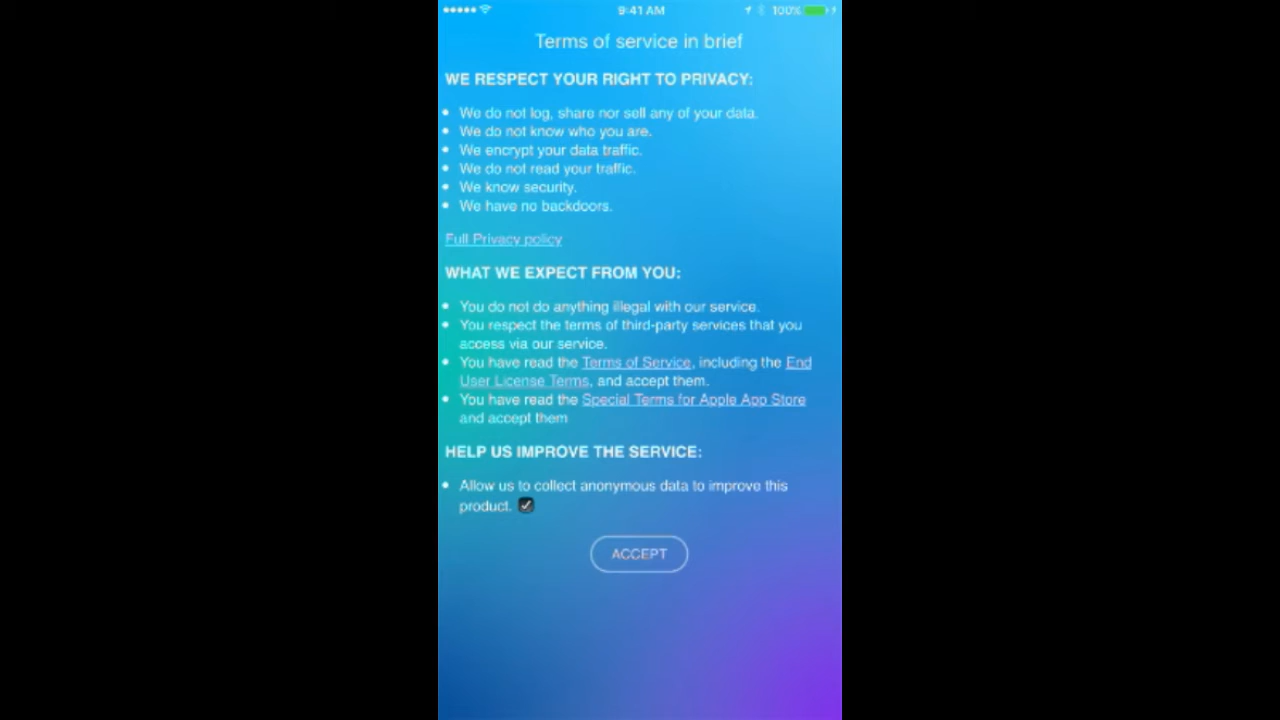 9:41 AM 100%
Terms of service in brief
WE RESPECT YOUR RIGHT TO PRIVACY:
• We do not log, share nor sell any of your data.
• We do not know who you are.
• We encrypt your data traffic.
• We do not read your traffic.
• We know security.
• We have no backdoors.
Full Privacy policy
WHAT WE EXPECT FROM YOU:
• You do not do anything illegal with our service.
• You respect the terms of third-party services that you
access via our service.
• You have read the Terms of Service, including the End
User License Terms, and accept them.
• You have read the Special Terms for Apple App Store
and accept them
HELP US IMPROVE THE SERVICE:
• Allow us to collect anonymous data to improve this
product.
ACCEPT